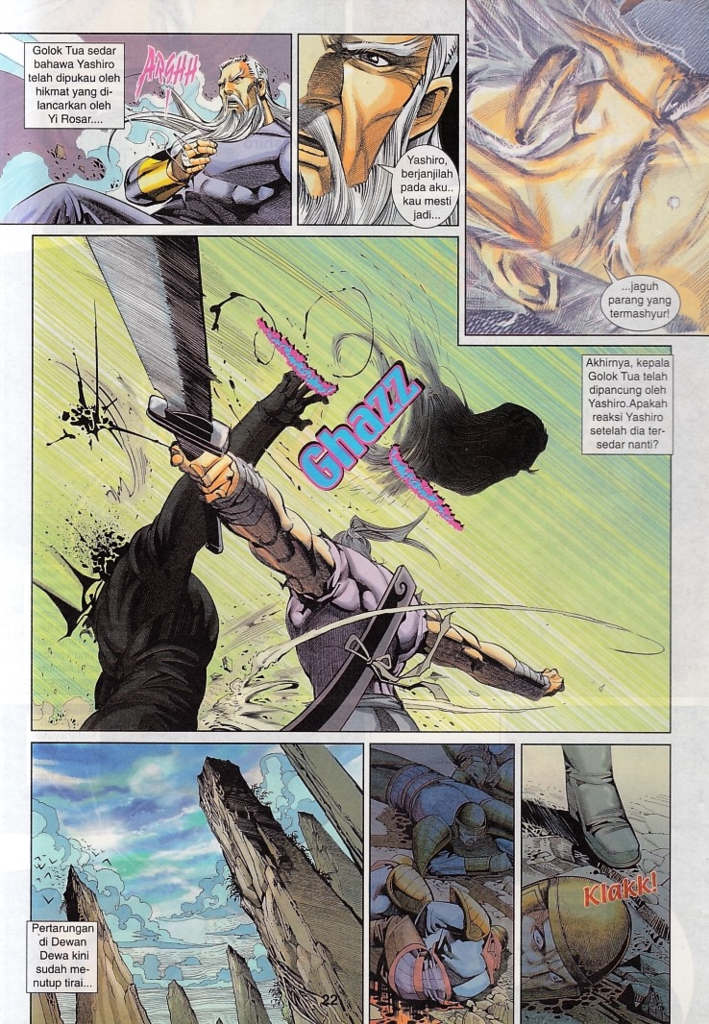 Golok Tua sedar
bahawa Yashiro
telah dipukau oleh
hikmat yang di-
lancarkan oleh
Yi Rosar....
ARGHH
Yashiro,
berjanjilah
pada aku..
kau mesti
jadi...
...jaguh
parang yang
termashyur!
Akhirnya, kepala
Golok Tua telah
dipancung oleh
Yashiro.Apakah
reaksi Yashiro
setelah dia ter-
sedar nanti?
Ghazz
Pertarungan
di Dewan
Dewa kini
sudah me-
nutup tirai...
Klakk!
22